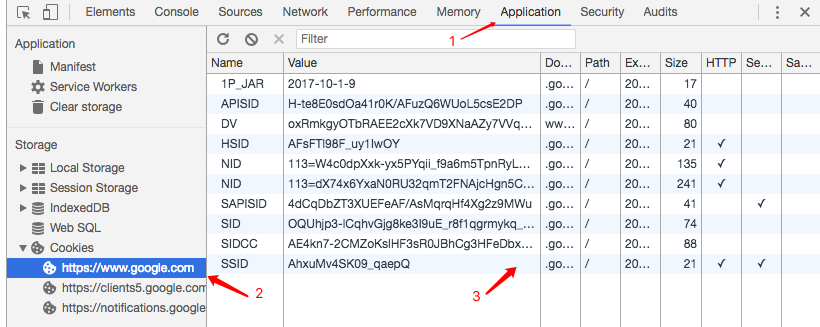 Elements Console Sources Network Performance Memory Application Security Audits
1
Application
Manifest
Service Workers
Clear storage
Storage
Local Storage
Session Storage
IndexedDB
Web SQL
Cookies
https://www.google.com
https://clients5.google.com
https://notifications.google
2
Filter
Name Value Do... Path Ex... Size HTTP Se... Sa...
1P_JAR 2017-10-1-9 .go... / 20... 17
APISID H-te8E0sdOa41r0K/AFuzQ6WUoL5csE2DP .go... / 20... 40
DV oxRmkgyOTbRAEE2cXk7VD9XNaAZy7VVq... ww... / 20... 80
HSID AFsFTl98F_uy1IwOY .go... / 20... 21 ✓
NID 113=W4c0dpXxk-yx5PYqii_f9a6m5TpnRyL... .go... / 20... 135 ✓
NID 113=dX74x6YxaN0RU32qmT2FNAjcHgn5C... .go... / 20... 241 ✓
SAPISID 4dCqDbZT3XUEFeAF/AsMqrqHf4Xg2z9MWu .go... / 20... 41 ✓
SID OQUhjp3-lCqhvGjg8ke3I9uE_r8f1qgrmykq_... .go... / 20... 74
SIDCC AE4kn7-2CMZoKslHF3sR0JBhCg3HFeDbx... .go... / 20... 88
SSID AhxuMv4SK09_qaepQ .go... / 20... 21 ✓ ✓
3